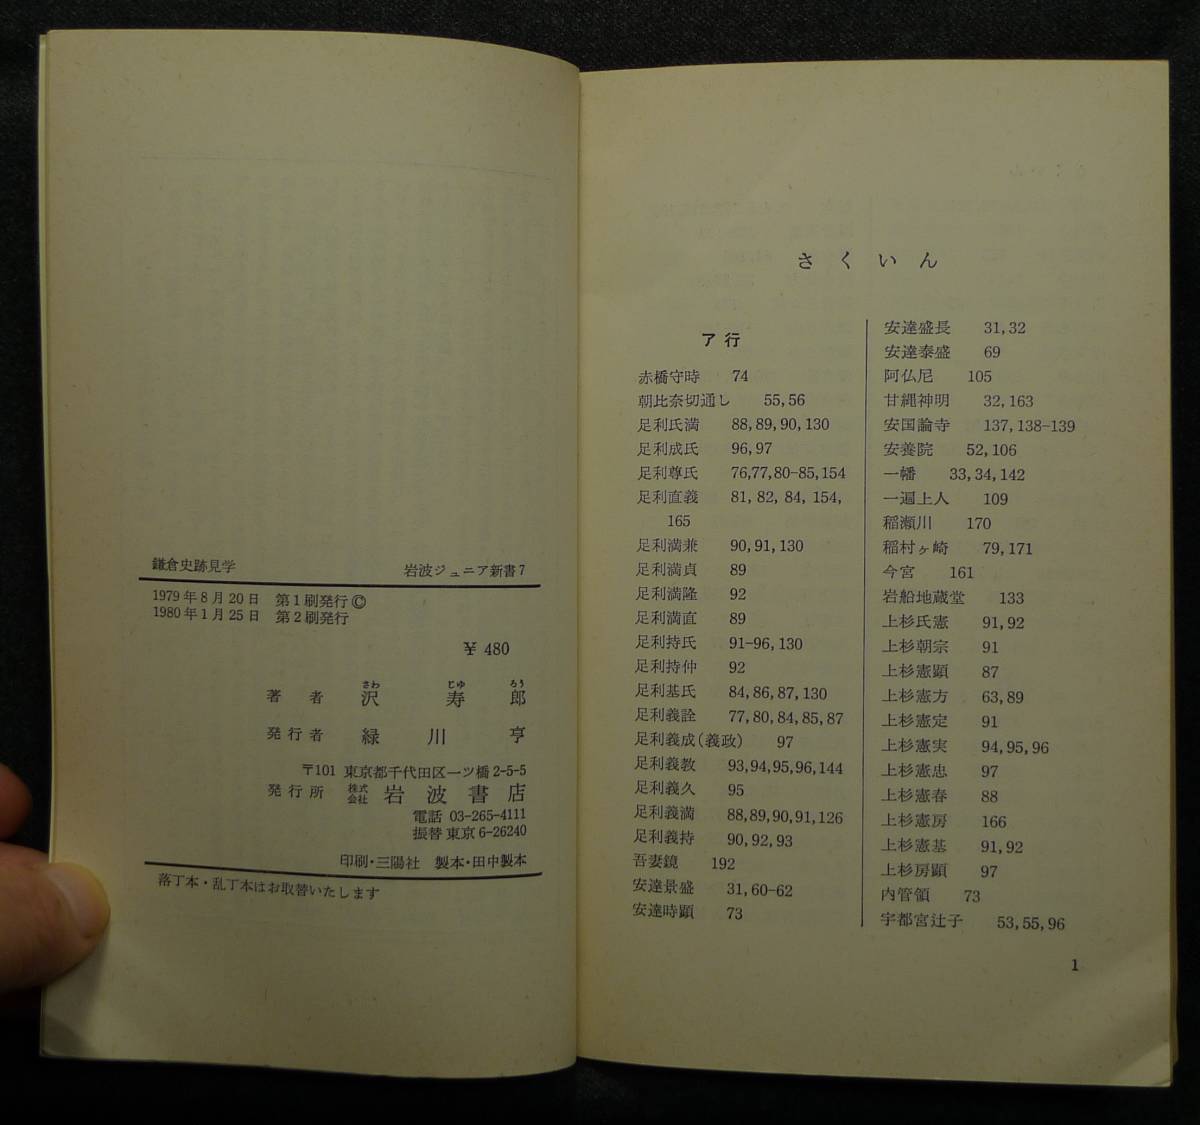 鎌倉史跡見学 岩波ジュニア新書7
1979年8月20日 第1刷発行©
1980年1月25日 第2刷発行
¥ 480
さわ じゅ ろう
著者 沢寿郎
発行者 緑川亨
〒101 東京都千代田区一ツ橋2-5-5
発行所 株式会社 岩波書店
電話 03-265-4111
振替 東京 6-26240
印刷・三陽社 製本・田中製本
落丁本・乱丁本はお取替いたします
さくいん
ア行
赤橋守時 74
朝比奈切通し 55,56
足利氏満 88,89,90,130
足利成氏 96,97
足利尊氏 76,77,80-85,154
足利直義 81, 82, 84, 154,
165
足利満兼 90,91,130
足利満貞 89
足利満隆 92
足利満直 89
足利持氏 91-96,130
足利持仲 92
足利基氏 84,86,87,130
足利義詮 77,80,84,85,87
足利義成(義政) 97
足利義教 93,94,95,96,144
足利義久 95
足利義満 88,89,90,91,126
足利義持 90,92,93
吾妻鏡 192
安達景盛 31,60-62
安達時顕 73
安達盛長 31,32
安達泰盛 69
阿仏尼 105
甘縄神明 32,163
安国論寺 137,138-139
安養院 52,106
一幡 33,34,142
一遍上人 109
稲瀬川 170
稲村ヶ崎 79,171
今宮 161
岩船地蔵堂 133
上杉氏憲 91,92
上杉朝宗 91
上杉憲顕 87
上杉憲方 63,89
上杉憲定 91
上杉憲実 94,95,96
上杉憲忠 97
上杉憲春 88
上杉憲房 166
上杉憲基 91,92
上杉房顕 97
内管領 73
宇都宮辻子 53,55,96
1